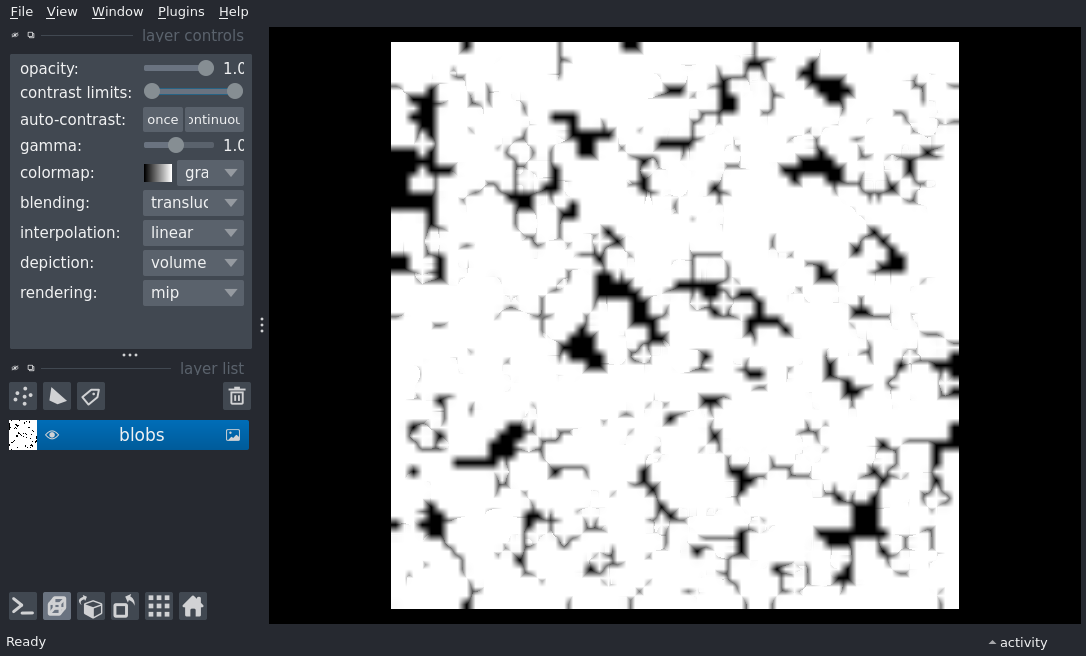 File View Window Plugins Help
layer controls
opacity: 1.0
contrast limits:
auto-contrast: once ontinuou
gamma: 1.0
colormap: gra
blending: transluc
interpolation: linear
depiction: volume
rendering: mip
layer list
blobs
Ready
activity